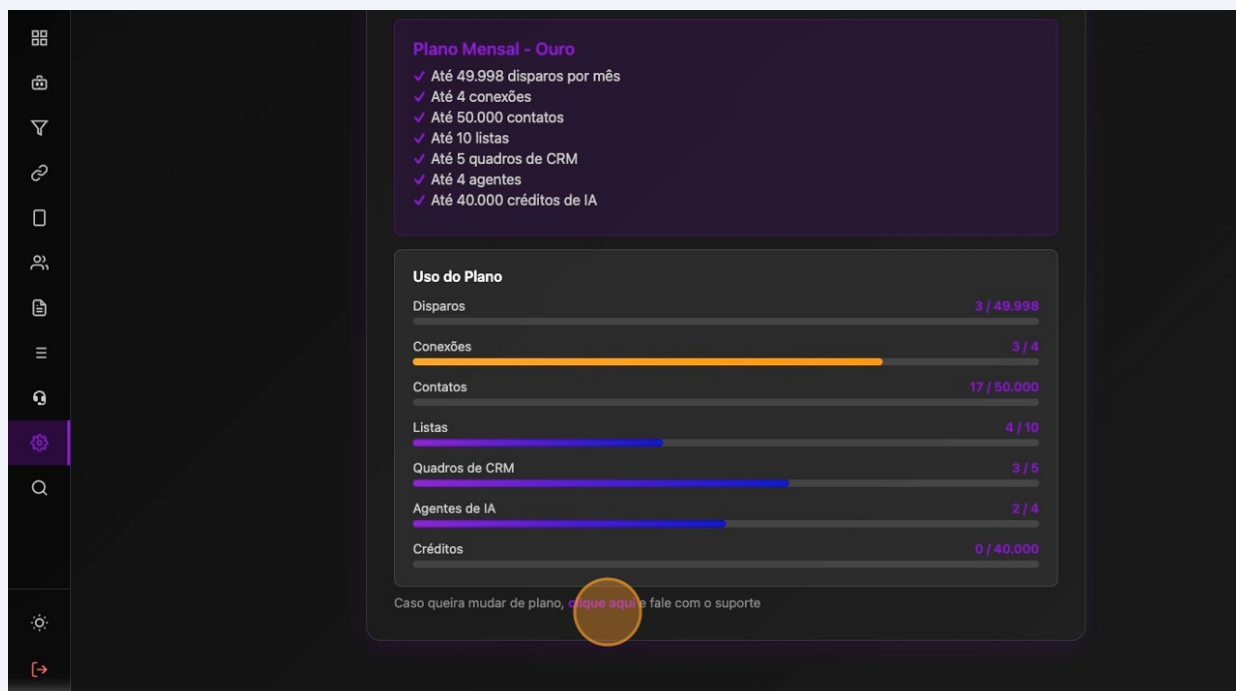 Plano Mensal - Ouro
Até 49.998 disparos por mês
Até 4 conexões
Até 50.000 contatos
Até 10 listas
Até 5 quadros de CRM
Até 4 agentes
Até 40.000 créditos de IA
Uso do Plano
Disparos 3 / 49.998
Conexões 3 / 4
Contatos 17 / 50.000
Listas 4 / 10
Quadros de CRM 3 / 5
Agentes de IA 2 / 4
Créditos 0 / 40.000
Caso queira mudar de plano, clique aqui e fale com o suporte